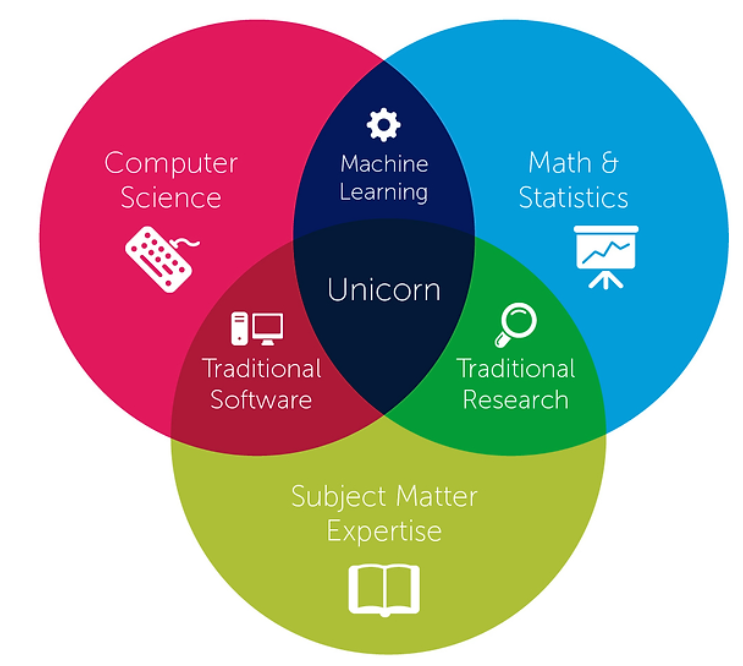 Computer
Science
Machine
Learning
Math &
Statistics
Unicorn
Traditional
Software
Traditional
Research
Subject Matter
Expertise